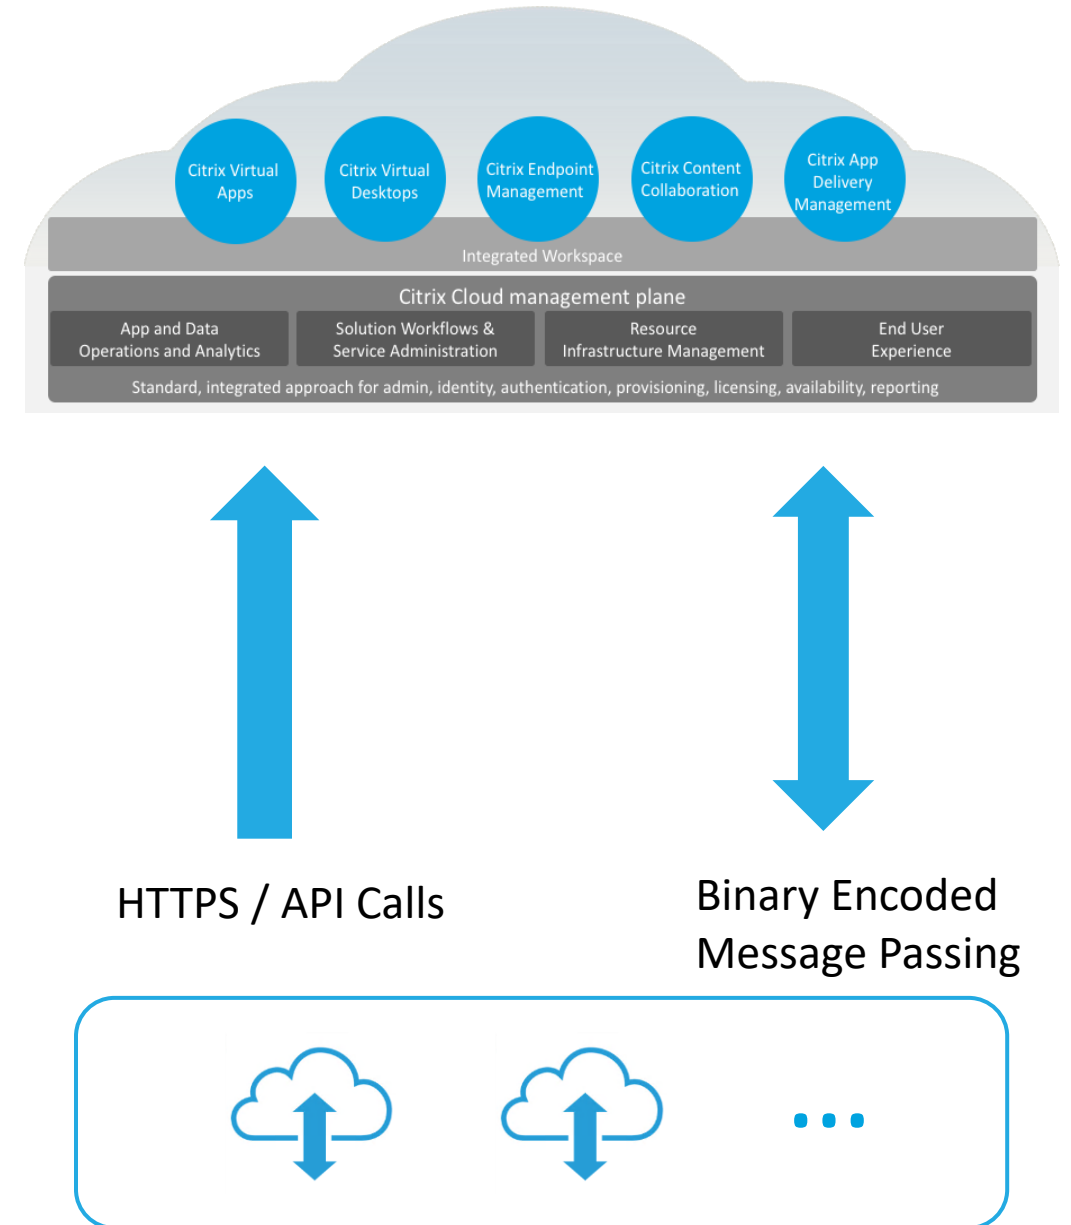 Citrix Virtual
Apps
Citrix Virtual
Desktops
Citrix Endpoint
Management
Citrix Content
Collaboration
Citrix App
Delivery
Management
Integrated Workspace
Citrix Cloud management plane
App and Data
Operations and Analytics
Solution Workflows &
Service Administration
Resource
Infrastructure Management
End User
Experience
Standard, integrated approach for admin, identity, authentication, provisioning, licensing, availability, reporting
HTTPS / API Calls
Binary Encoded
Message Passing
...